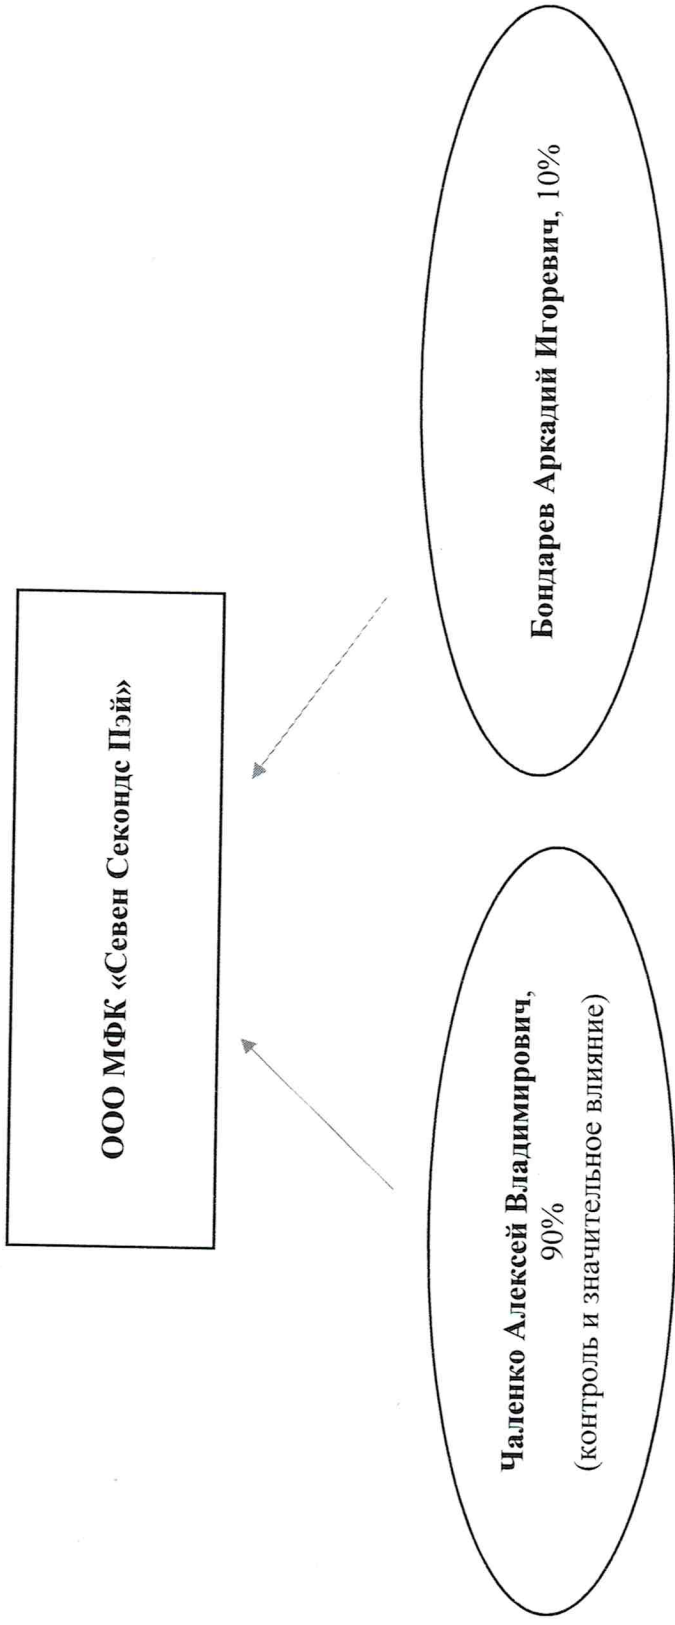 ООО МФК «Севен Секондс Пэй»
Чаленко Алексей Владимирович,
90%
(контроль и значительное влияние)
Бондарев Аркадий Игоревич, 10%